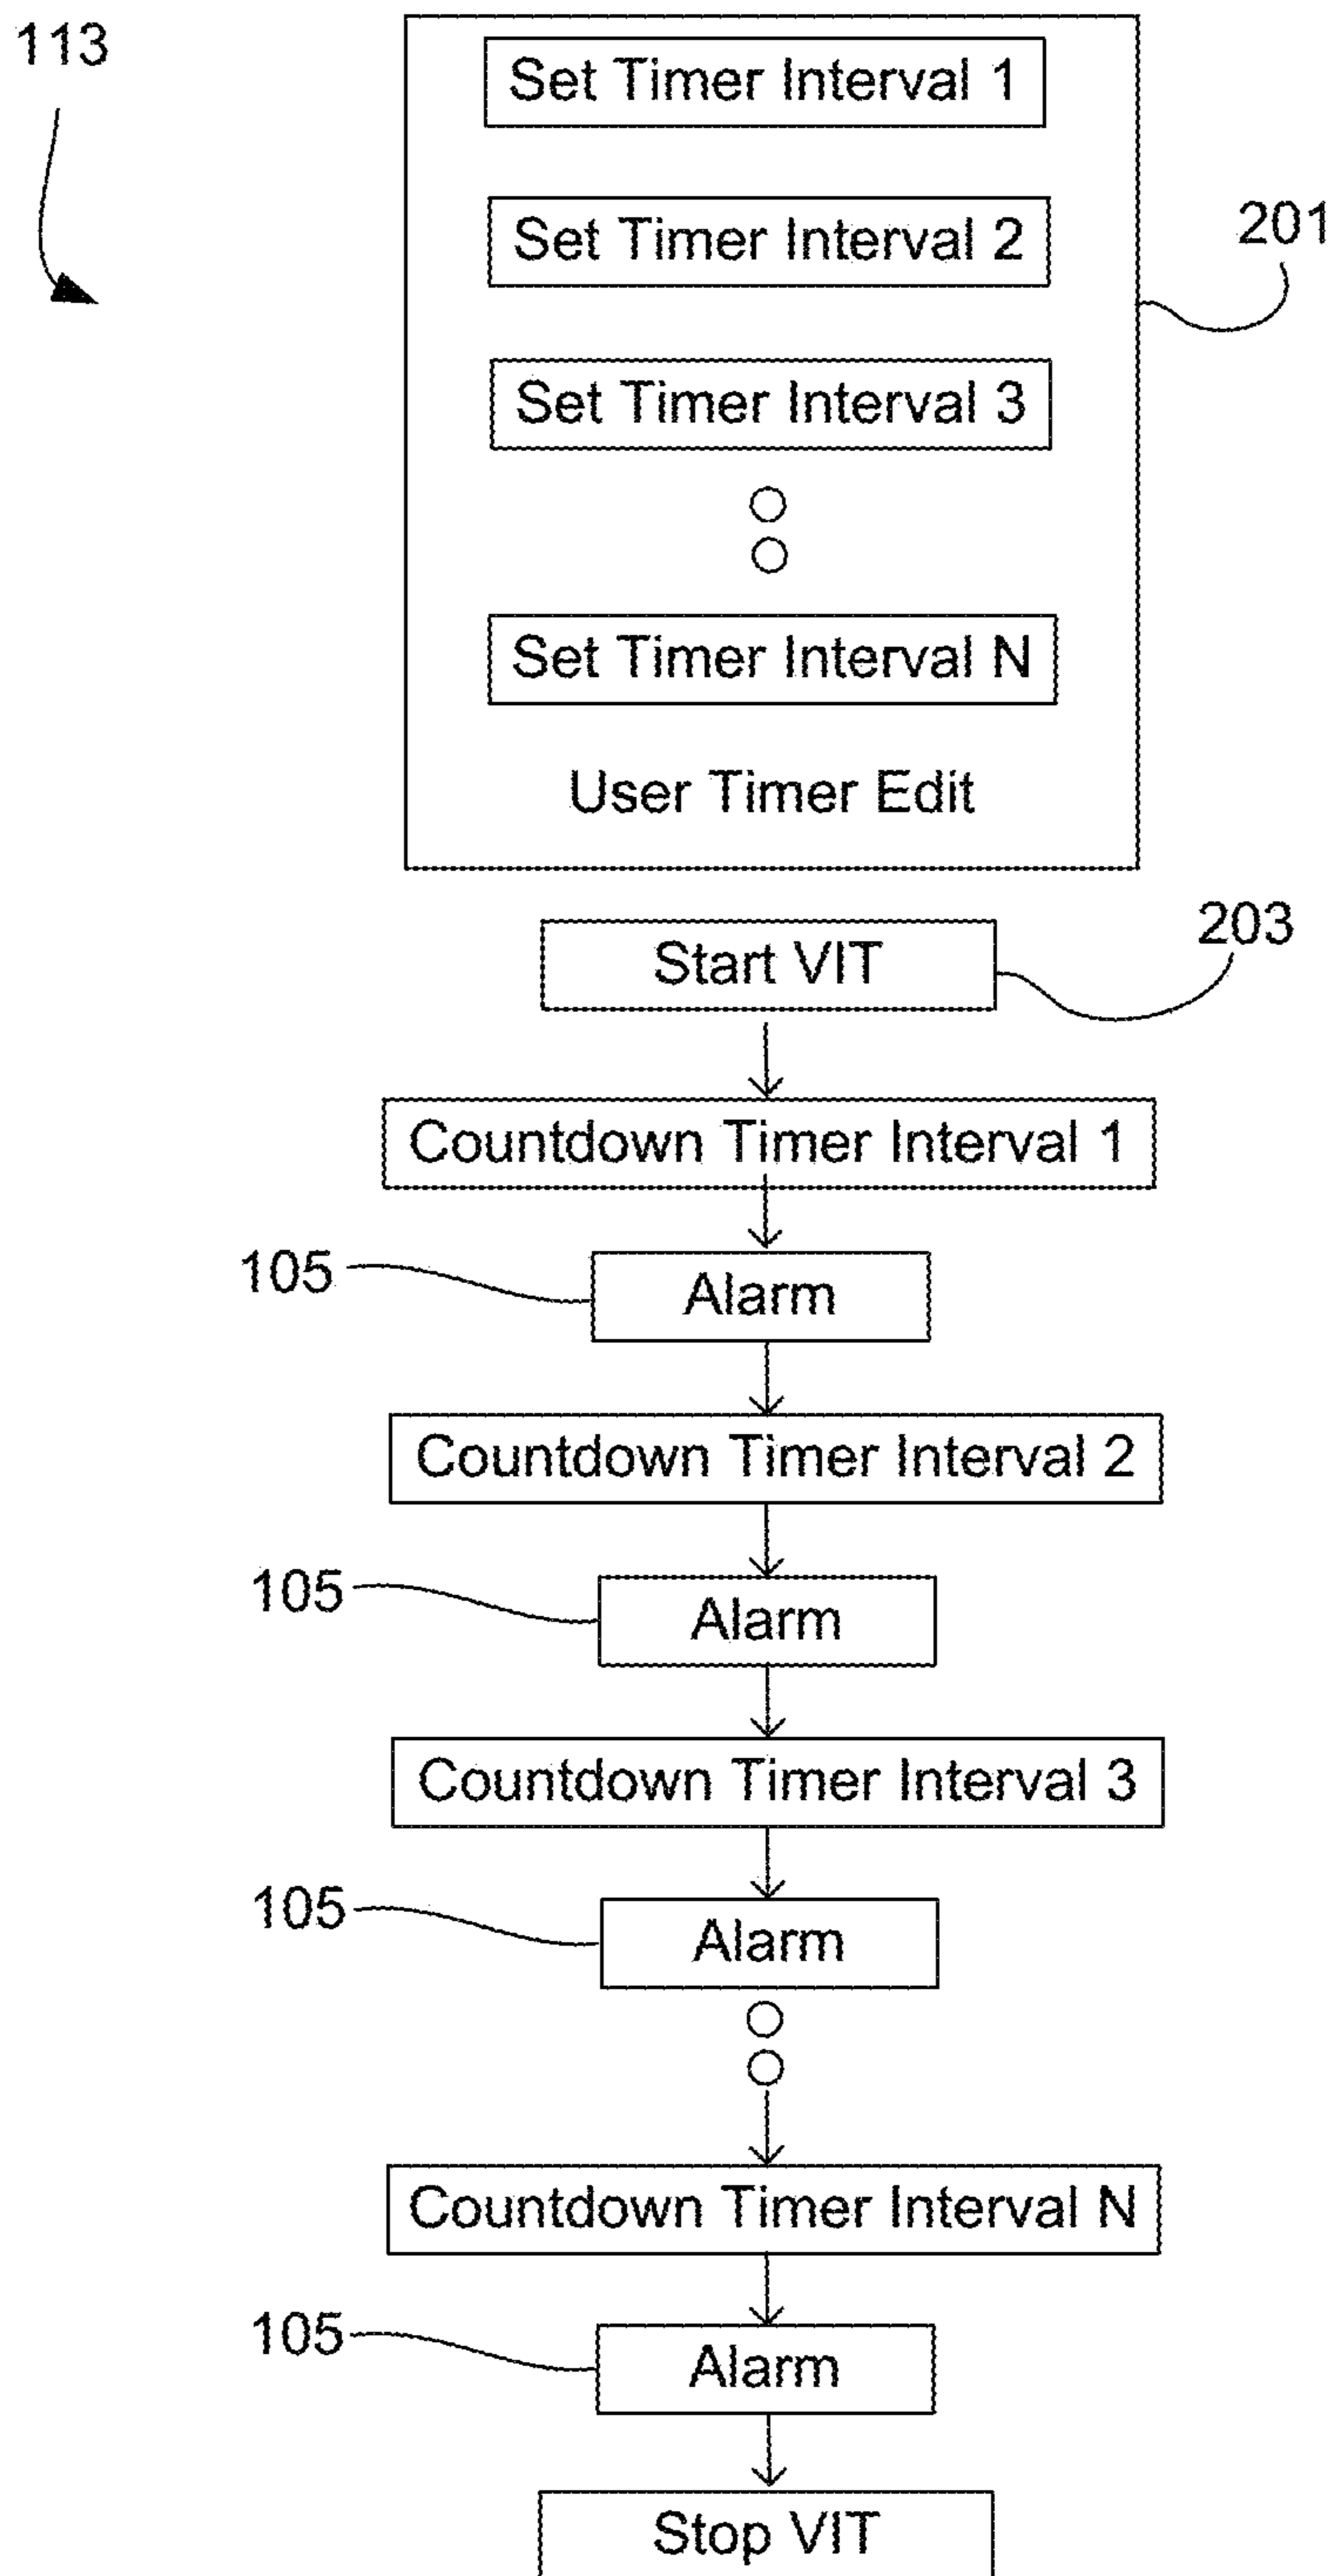 113
Set Timer Interval 1
Set Timer Interval 2
201
Set Timer Interval 3
Set Timer Interval N
User Timer Edit
203
Start VIT
Countdown Timer Interval 1
105
Alarm
Countdown Timer Interval 2
105
Alarm
Countdown Timer Interval 3
105
Alarm
Countdown Timer Interval N
105
Alarm
Stop VIT